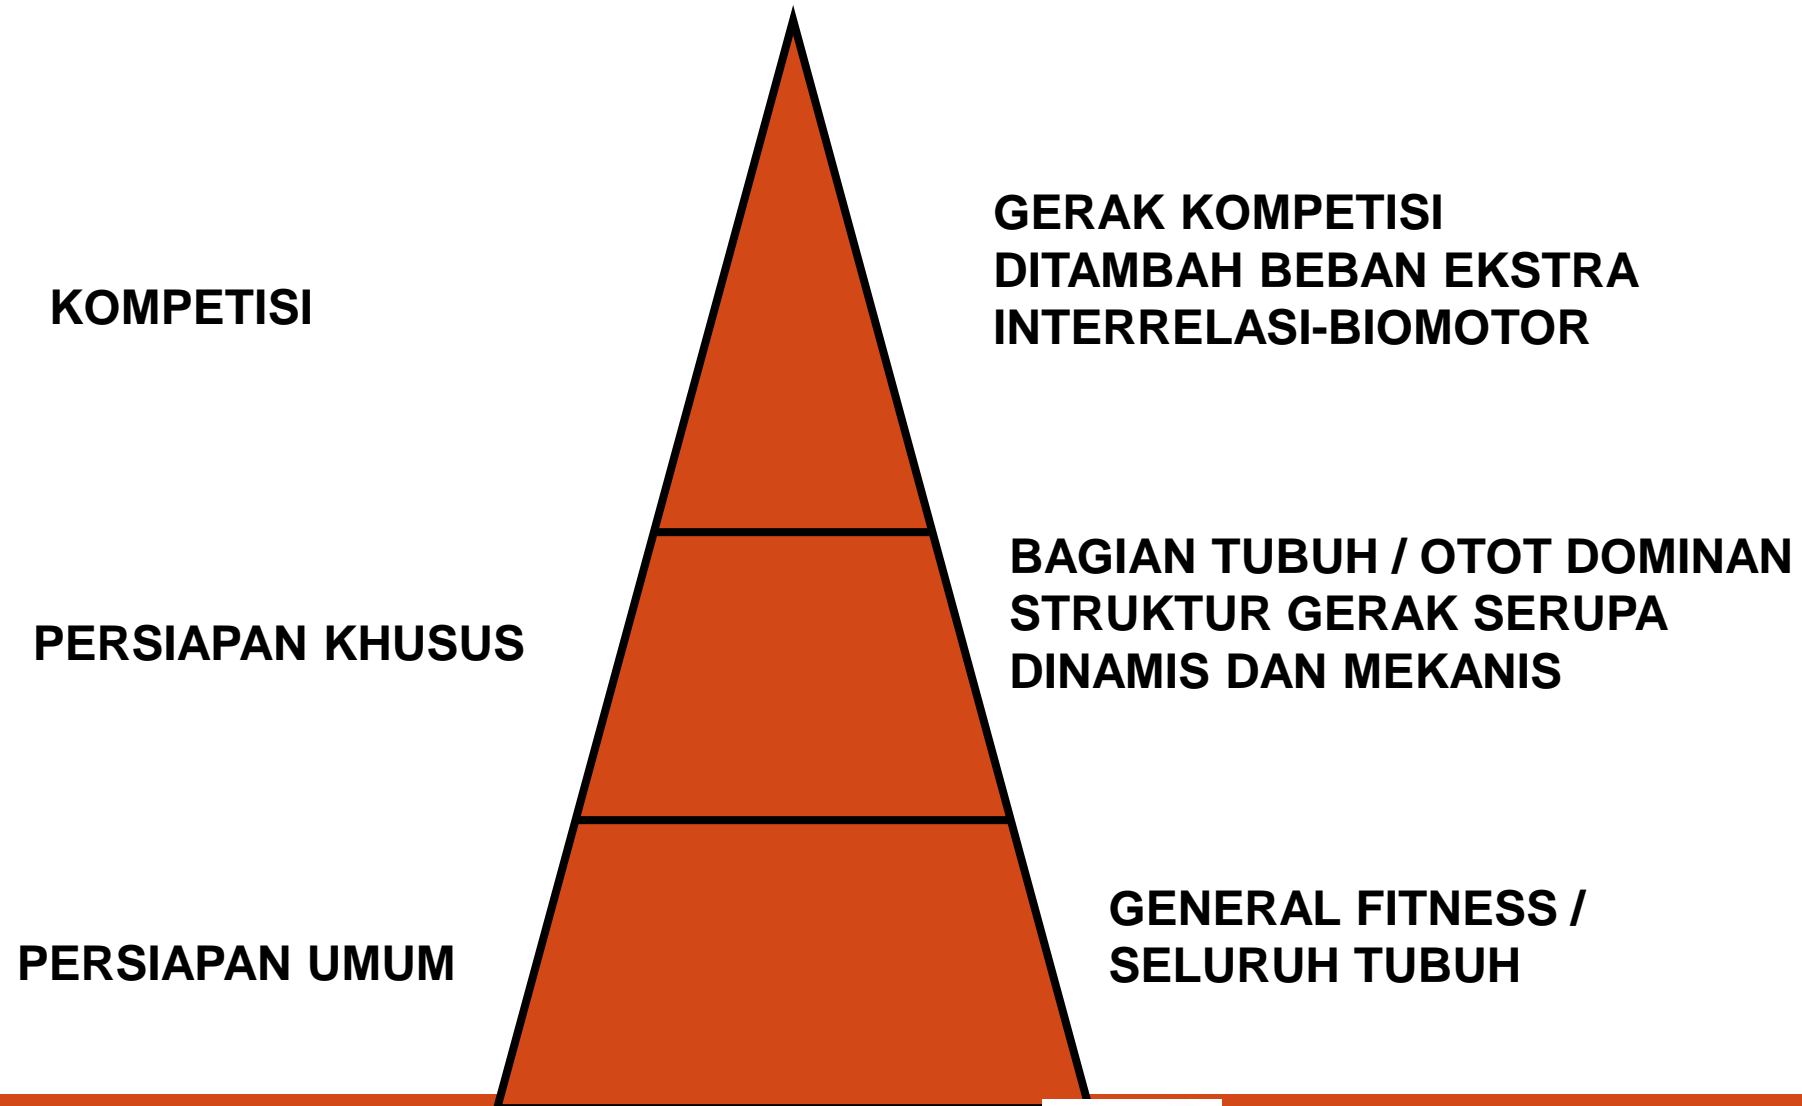 KOMPETISI
GERAK KOMPETISI
DITAMBAH BEBAN EKSTRA
INTERRELASI-BIOMOTOR
PERSIAPAN KHUSUS
BAGIAN TUBUH / OTOT DOMINAN
STRUKTUR GERAK SERUPA
DINAMIS DAN MEKANIS
PERSIAPAN UMUM
GENERAL FITNESS /
SELURUH TUBUH